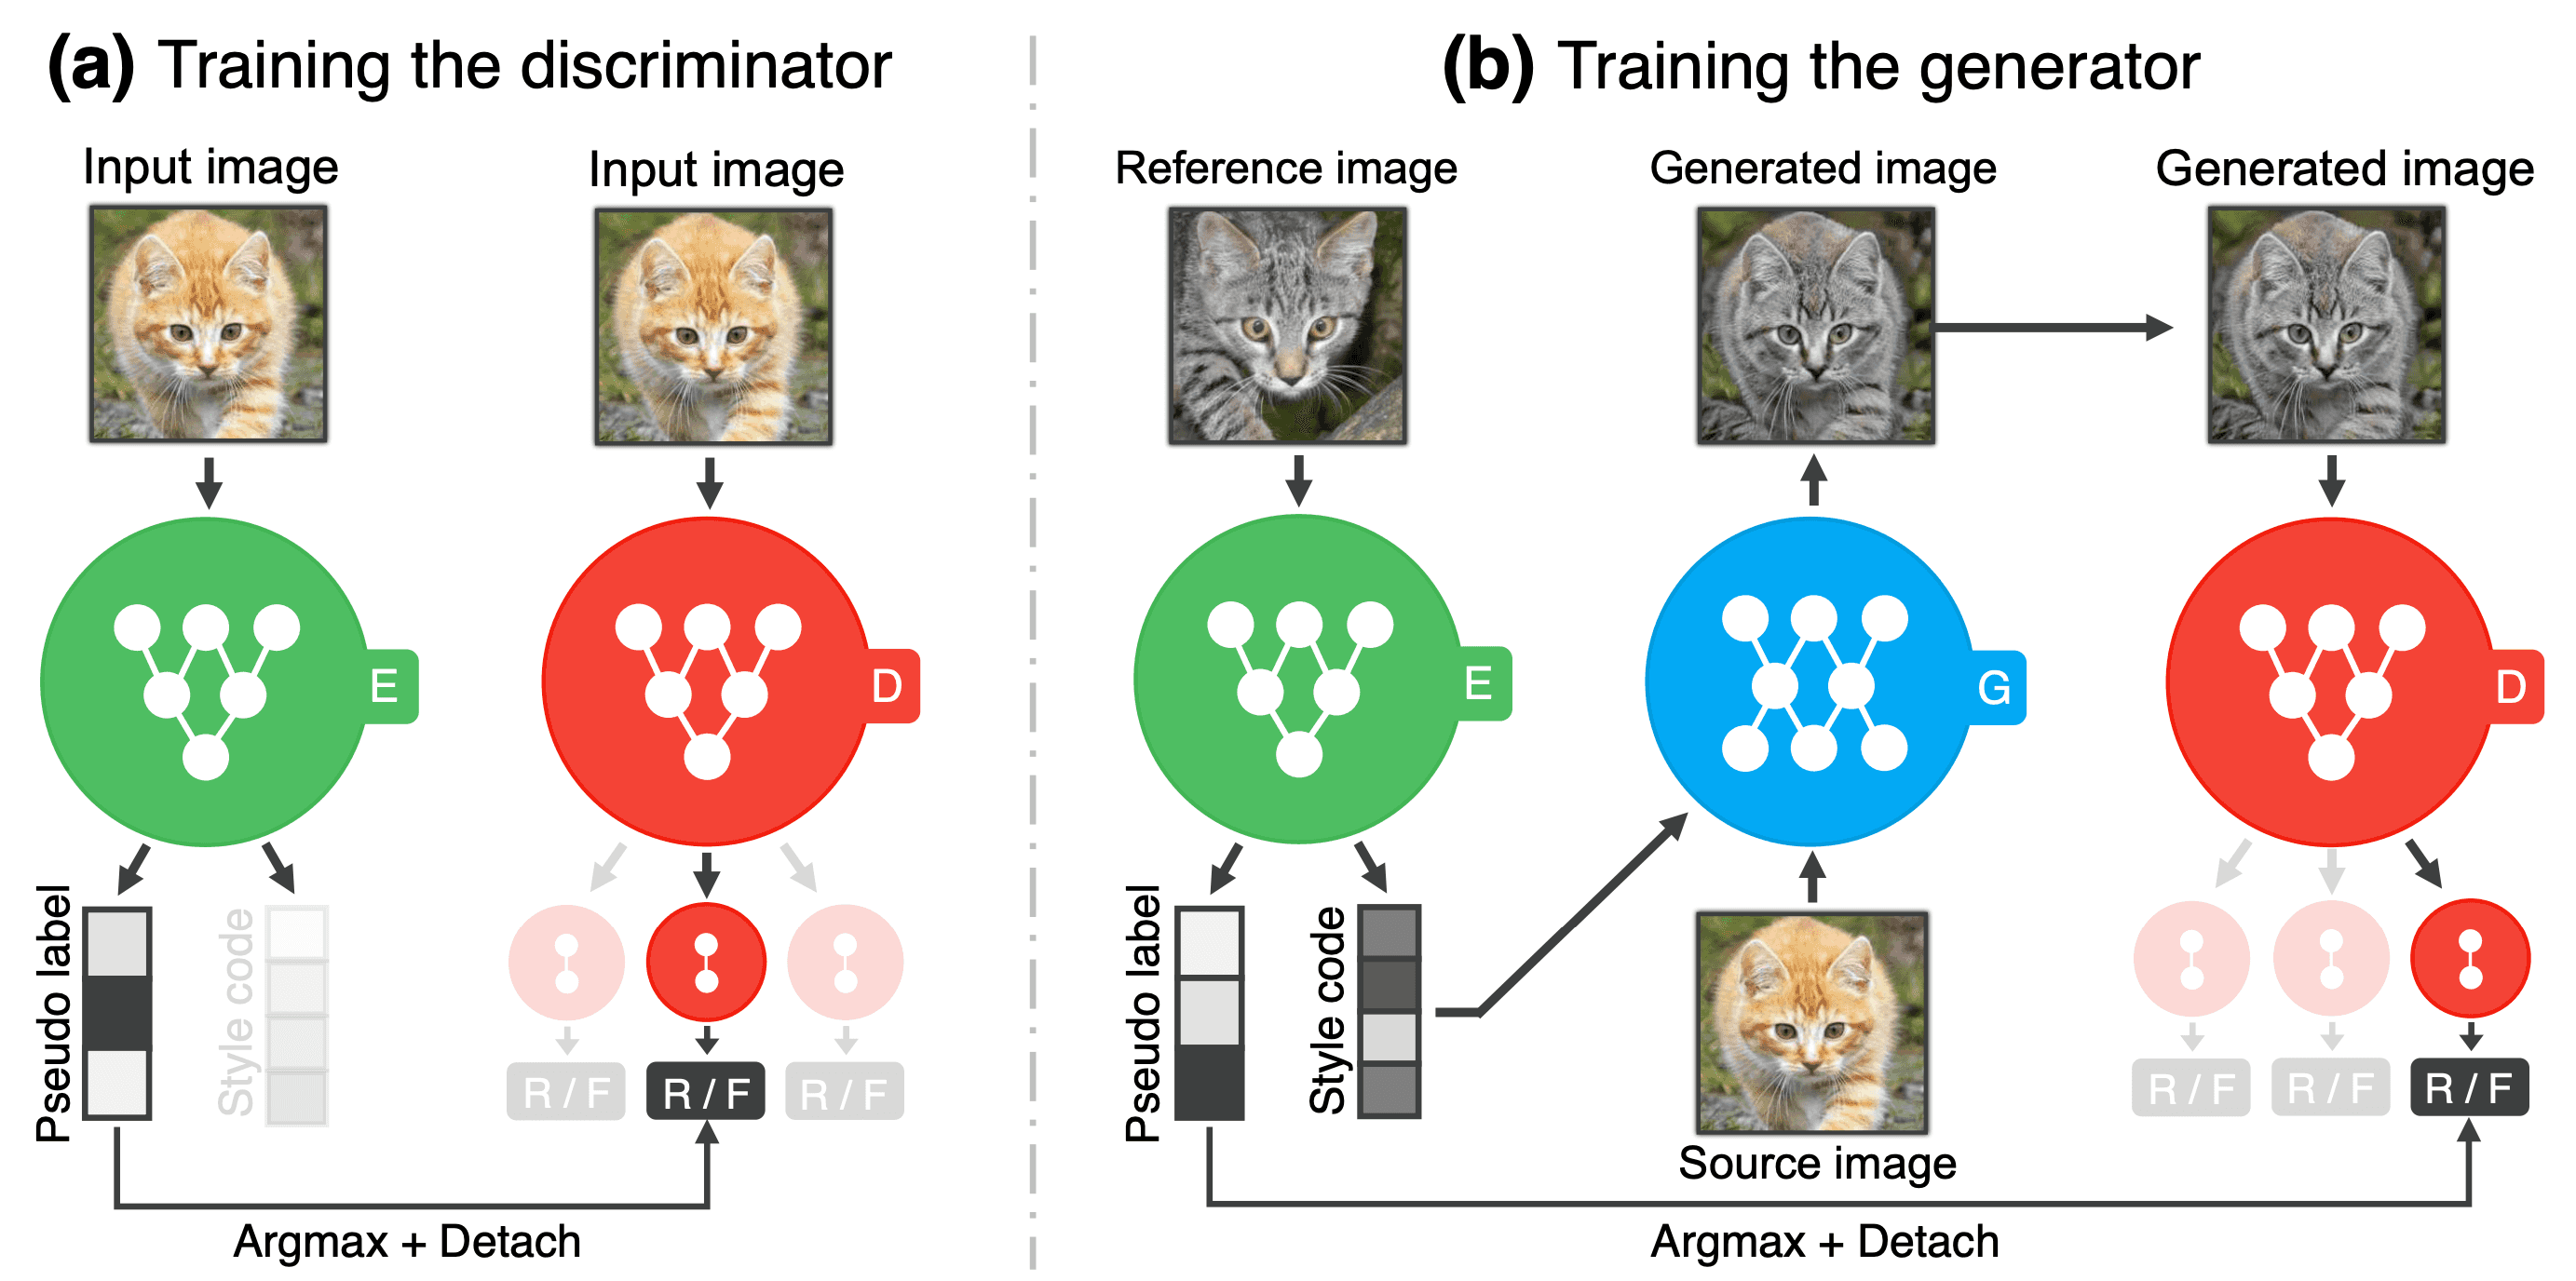 (a) Training the discriminator
Input image
Input image
E
D
Pseudo label
Style code
R / F
R / F
R / F
Argmax + Detach
(b) Training the generator
Reference image
Generated image
Generated image
E
G
D
Pseudo label
Style code
Source image
R / F
R / F
R / F
Argmax + Detach